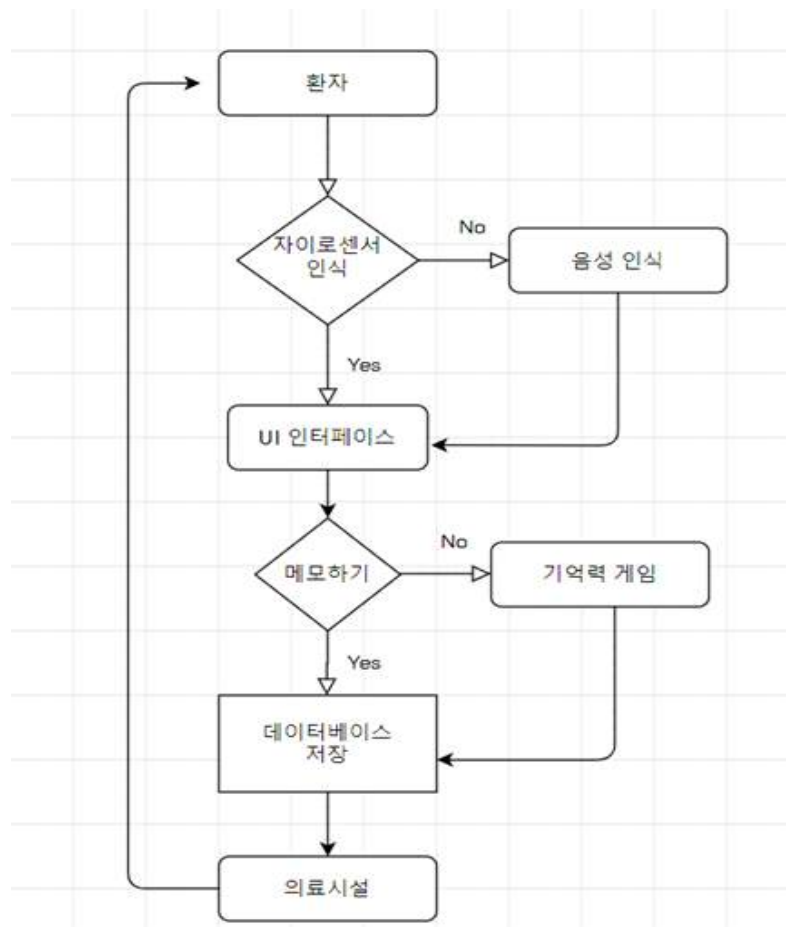 환자
자이로센서
인식
No
음성 인식
Yes
UI 인터페이스
메모하기
No
기억력 게임
Yes
데이터베이스
저장
의료시설